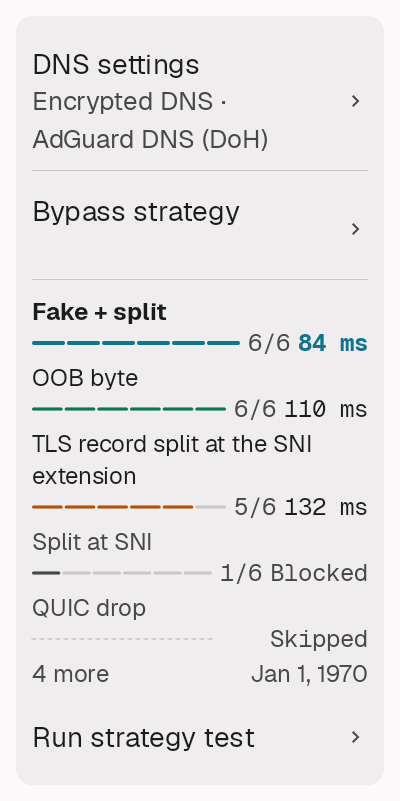 DNS settings
Encrypted DNS ·
AdGuard DNS (DoH)
Bypass strategy
Fake + split
6/6 84 ms
OOB byte
6/6 110 ms
TLS record split at the SNI
extension
5/6 132 ms
Split at SNI
1/6 Blocked
QUIC drop
Skipped
4 more Jan 1, 1970
Run strategy test